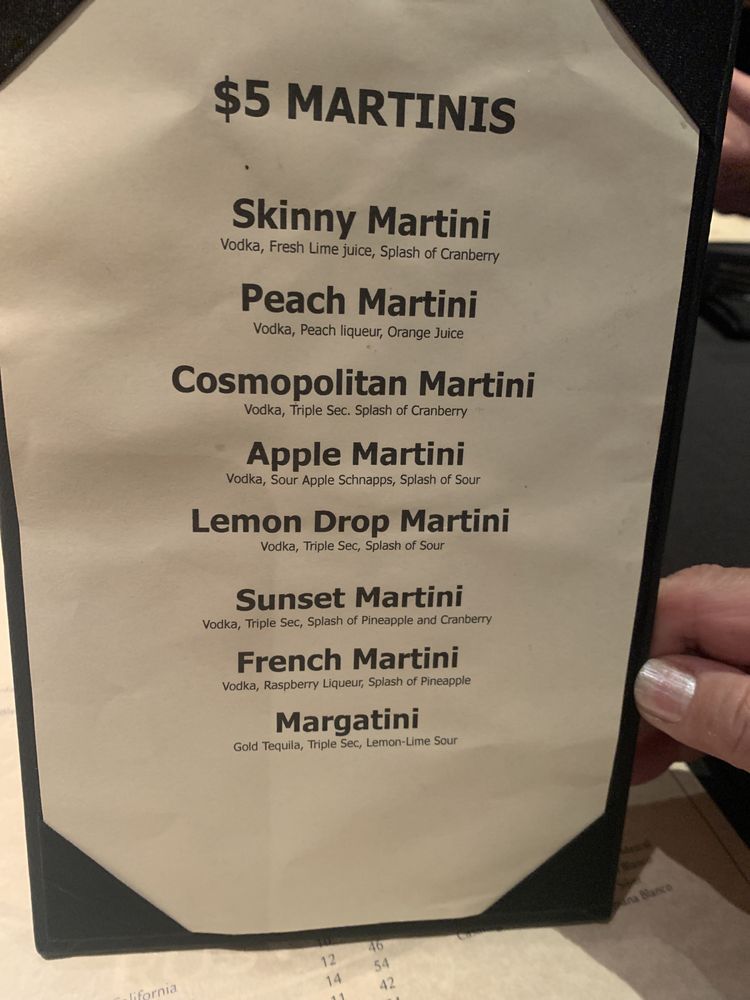 $5 MARTINIS
Skinny Martini
Vodka, Fresh Lime juice, Splash of Cranberry
Peach Martini
Vodka, Peach liqueur, Orange Juice
Cosmopolitan Martini
Vodka, Triple Sec. Splash of Cranberry
Apple Martini
Vodka, Sour Apple Schnapps, Splash of Sour
Lemon Drop Martini
Vodka, Triple Sec, Splash of Sour
Sunset Martini
Vodka, Triple Sec, Splash of Pineapple and Cranberry
French Martini
Vodka, Raspberry Liqueur, Splash of Pineapple
Margatini
Gold Tequila, Triple Sec, Lemon-Lime Sour
Blanco
46
12 54
14 42